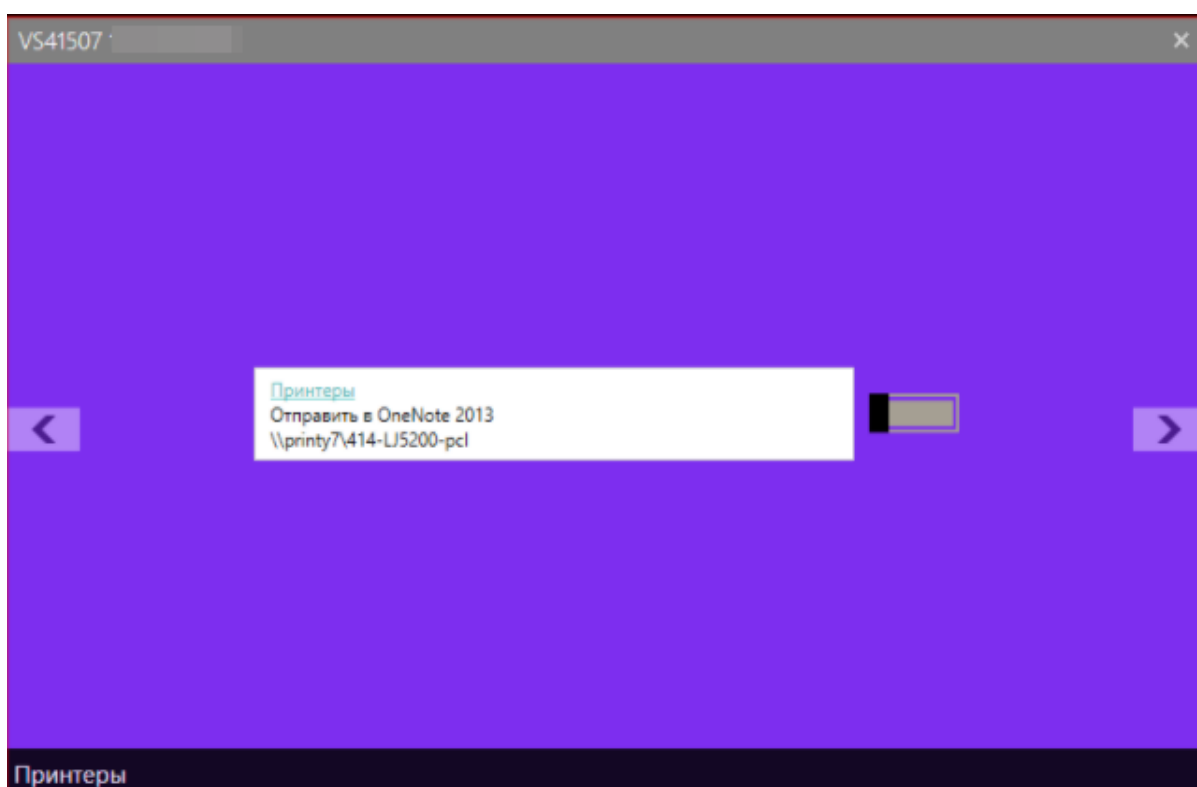 VS41507
Принтеры
Отправить в OneNote 2013
\\printy7\414-LJ5200-pcl
Принтеры